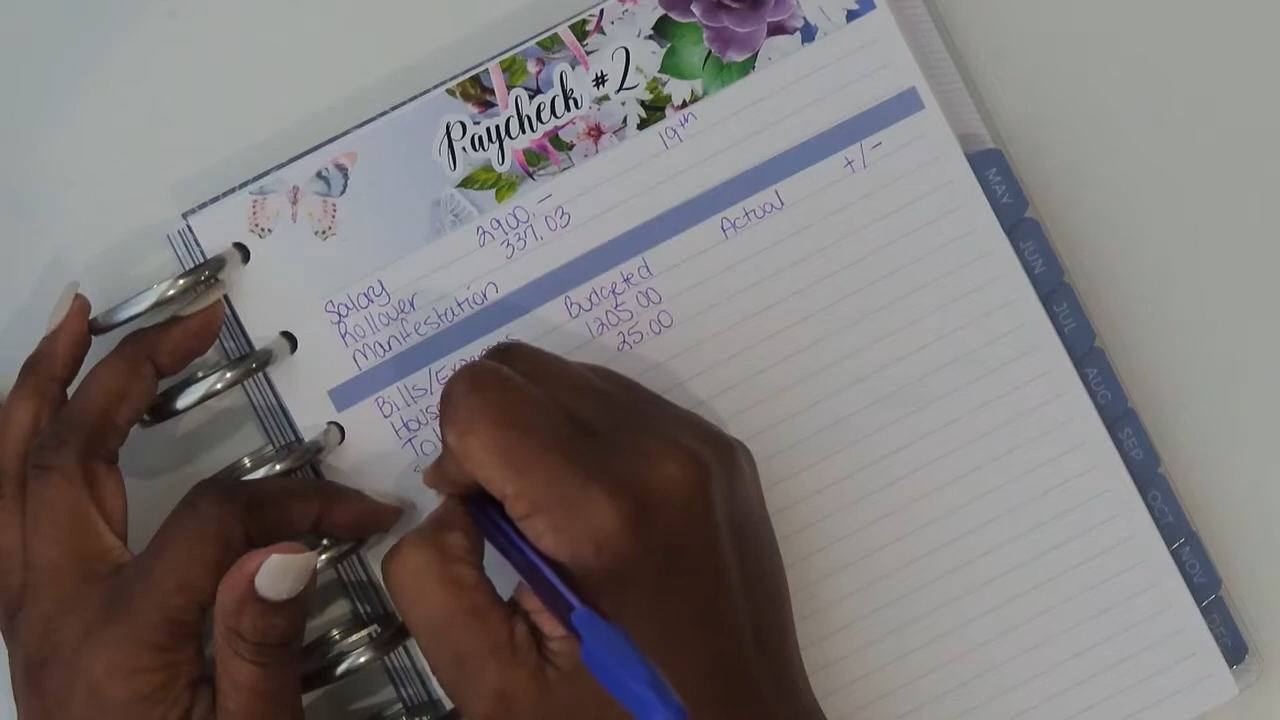 Paycheck #2
19th
Salary 2900.-
Rollover 337.03
Manifestation
Bills/ Budgeted Actual +/-
1205.00
25.00
MAY
JUN
JUL
AUG
SEP
OCT
NOV
DEC